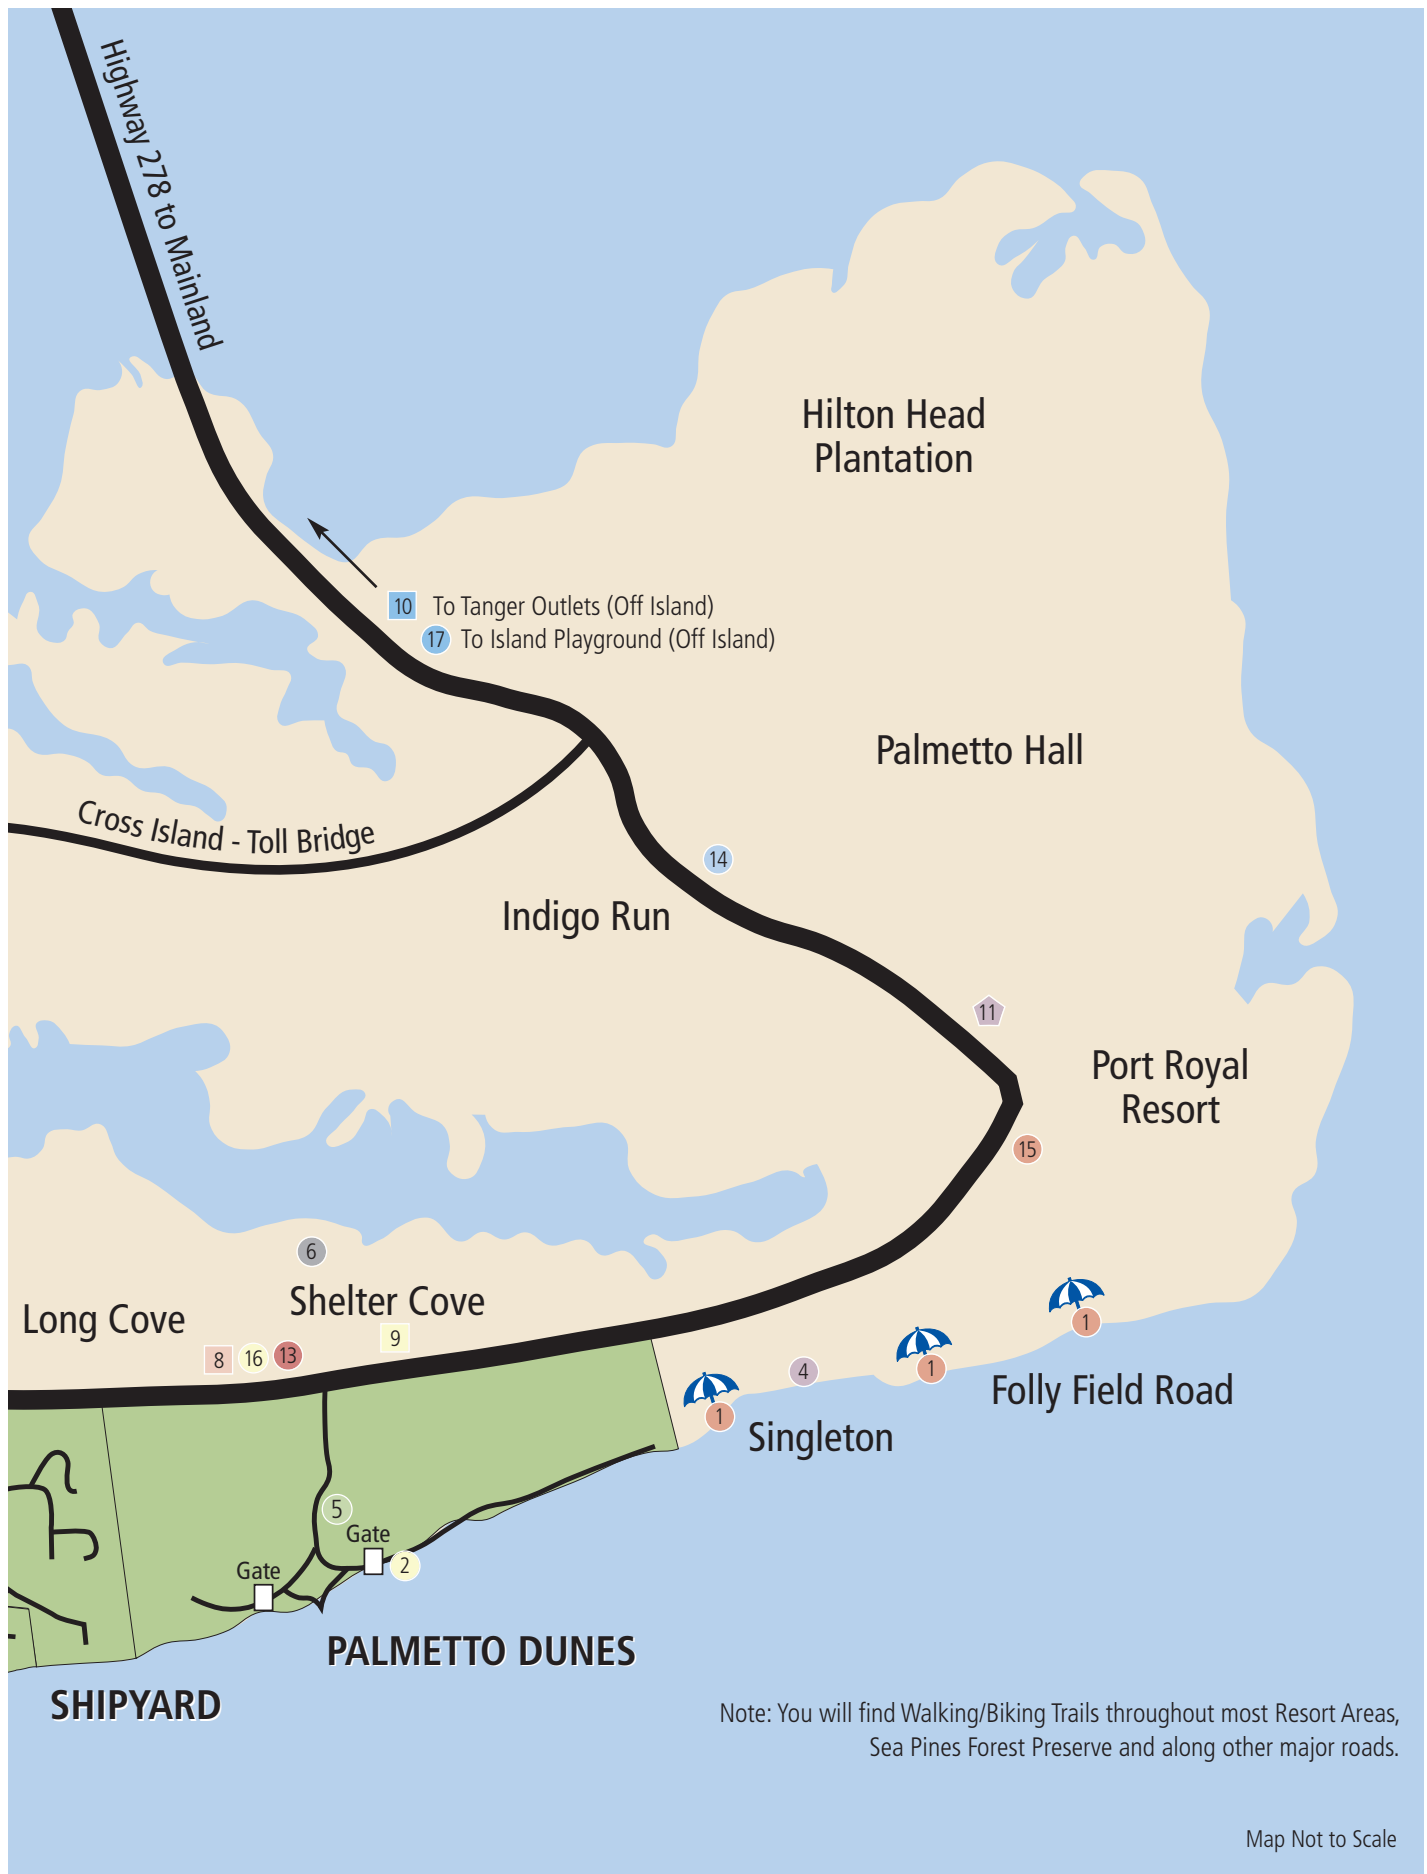 Highway 278 to Mainland
Hilton Head
Plantation
10 To Tanger Outlets (Off Island)
17 To Island Playground (Off Island)
Palmetto Hall
Cross Island - Toll Bridge
14
Indigo Run
11
Port Royal
Resort
15
6
Shelter Cove
Long Cove
9
8 16 13
1
1
4
1
Folly Field Road
Singleton
5
Gate
2
Gate
PALMETTO DUNES
SHIPYARD
Note: You will find Walking/Biking Trails throughout most Resort Areas,
Sea Pines Forest Preserve and along other major roads.
Map Not to Scale